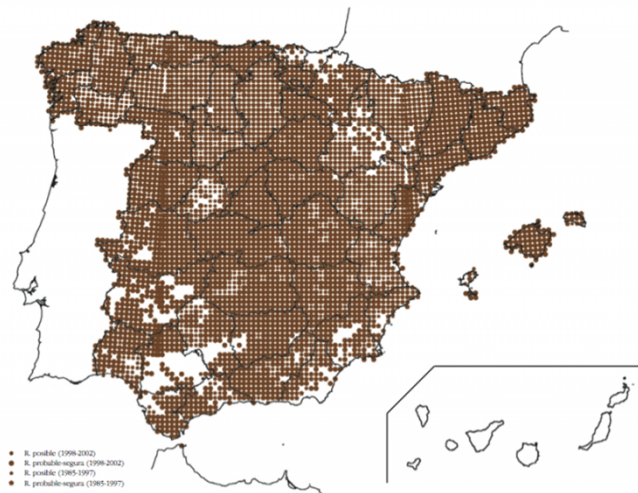 R. posible (1998-2002)
R. probable-segura (1998-2002)
R. posible (1985-1997)
R. probable-segura (1985-1997)